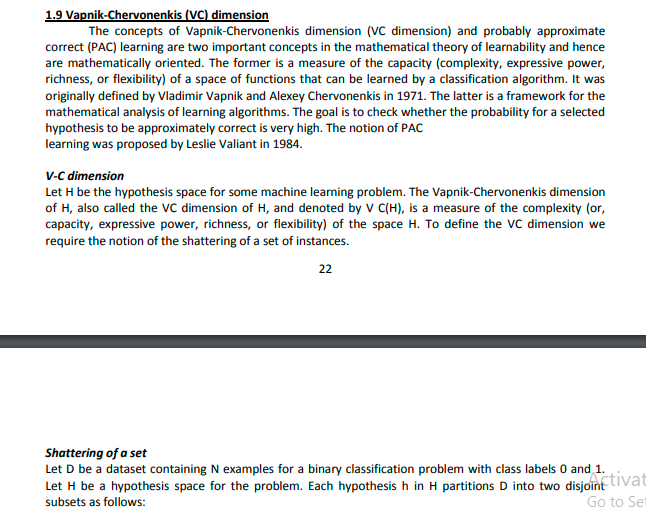 1.9 Vapnik-Chervonenkis (VC) dimension
The concepts of Vapnik-Chervonenkis dimension (VC dimension) and probably approximate
correct (PAC) learning are two important concepts in the mathematical theory of learnability and hence
are mathematically oriented. The former is a measure of the capacity (complexity, expressive power,
richness, or flexibility) of a space of functions that can be learned by a classification algorithm. It was
originally defined by Vladimir Vapnik and Alexey Chervonenkis in 1971. The latter is a framework for the
mathematical analysis of learning algorithms. The goal is to check whether the probability for a selected
hypothesis to be approximately correct is very high. The notion of PAC
learning was proposed by Leslie Valiant in 1984.
V-C dimension
Let H be the hypothesis space for some machine learning problem. The Vapnik-Chervonenkis dimension
of H, also called the VC dimension of H, and denoted by V C(H), is a measure of the complexity (or,
capacity, expressive power, richness, or flexibility) of the space H. To define the VC dimension we
require the notion of the shattering of a set of instances.
22
Shattering of a set
Let D be a dataset containing N examples for a binary classification problem with class labels 0 and 1.
Let H be a hypothesis space for the problem. Each hypothesis h in H partitions D into two disjoint
subsets as follows:
Activat
Go to Set